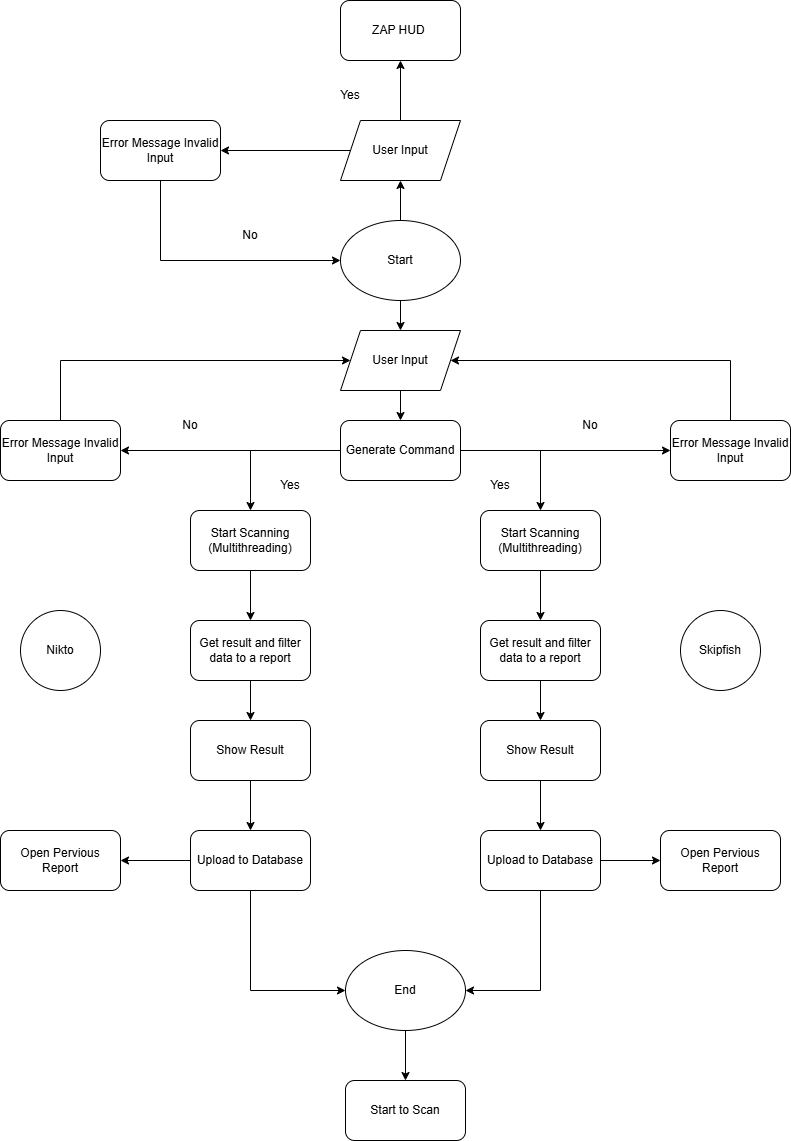 ZAP HUD
Yes
Error Message Invalid
Input
User Input
No
Start
User Input
No
No
Error Message Invalid
Input
Generate Command
Error Message Invalid
Input
Yes
Yes
Start Scanning
(Multithreading)
Start Scanning
(Multithreading)
Nikto
Get result and filter
data to a report
Get result and filter
data to a report
Skipfish
Show Result
Show Result
Open Pervious
Report
Upload to Database
Upload to Database
Open Pervious
Report
End
Start to Scan